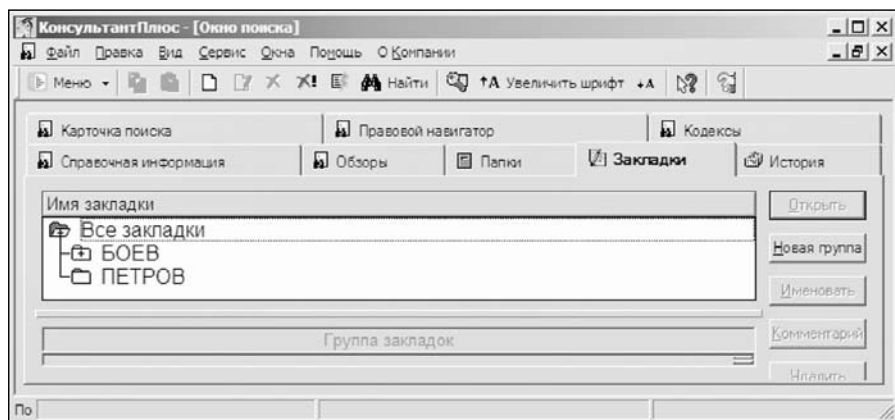 КонсультантПлюс - [Окно поиска]
Файл Правка Вид Сервис Окна Помощь О Компании
Меню Найти Увеличить шрифт
Карточка поиска Правовой навигатор Кодексы
Справочная информация Обзоры Папки Закладки История
Имя закладки
Открыть
Все закладки
БОЕВ
Новая группа
ПЕТРОВ
Именовать
Группа закладок
Комментарий
Удалить
По